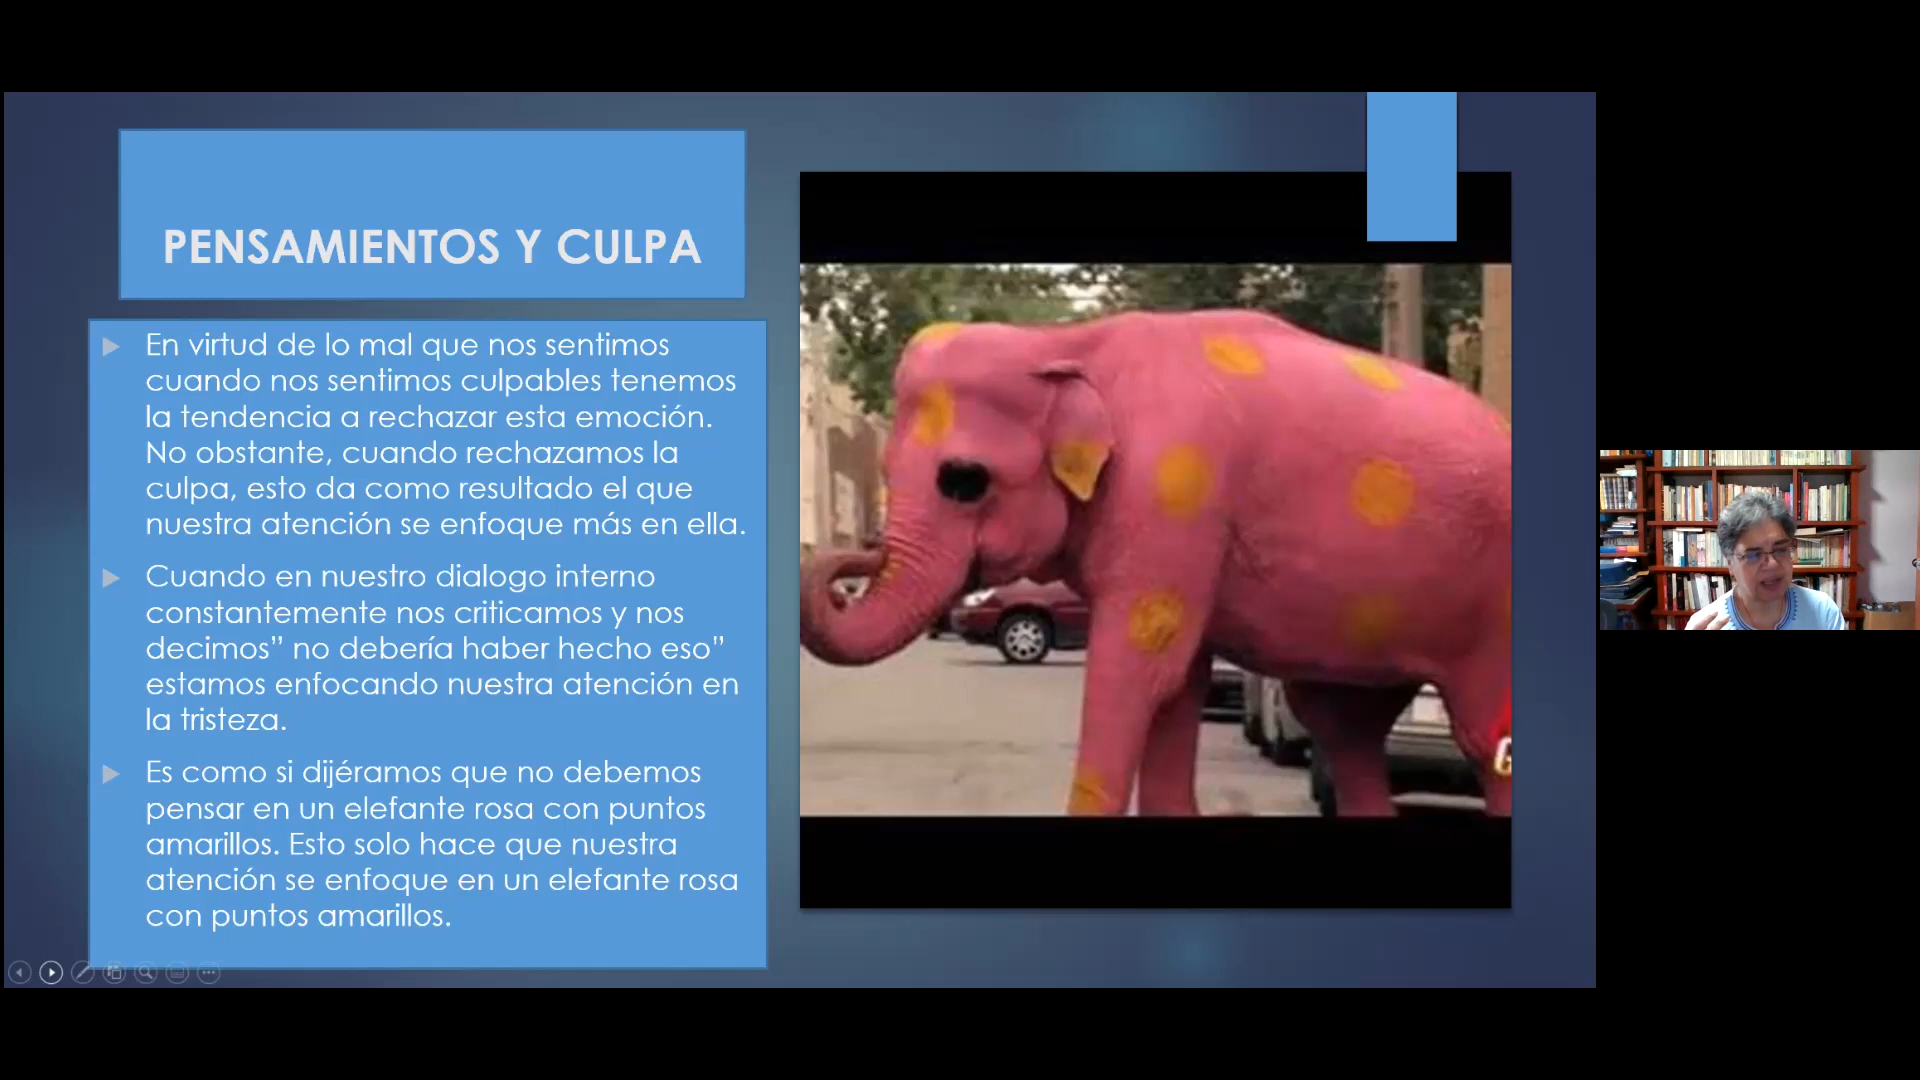 PENSAMIENTOS Y CULPA
En virtud de lo mal que nos sentimos
cuando nos sentimos culpables tenemos
la tendencia a rechazar esta emoción.
No obstante, cuando rechazamos la
culpa, esto da como resultado el que
nuestra atención se enfoque más en ella.
Cuando en nuestro dialogo interno
constantemente nos criticamos y nos
decimos” no debería haber hecho eso”
estamos enfocando nuestra atención en
la tristeza.
Es como si dijéramos que no debemos
pensar en un elefante rosa con puntos
amarillos. Esto solo hace que nuestra
atención se enfoque en un elefante rosa
con puntos amarillos.